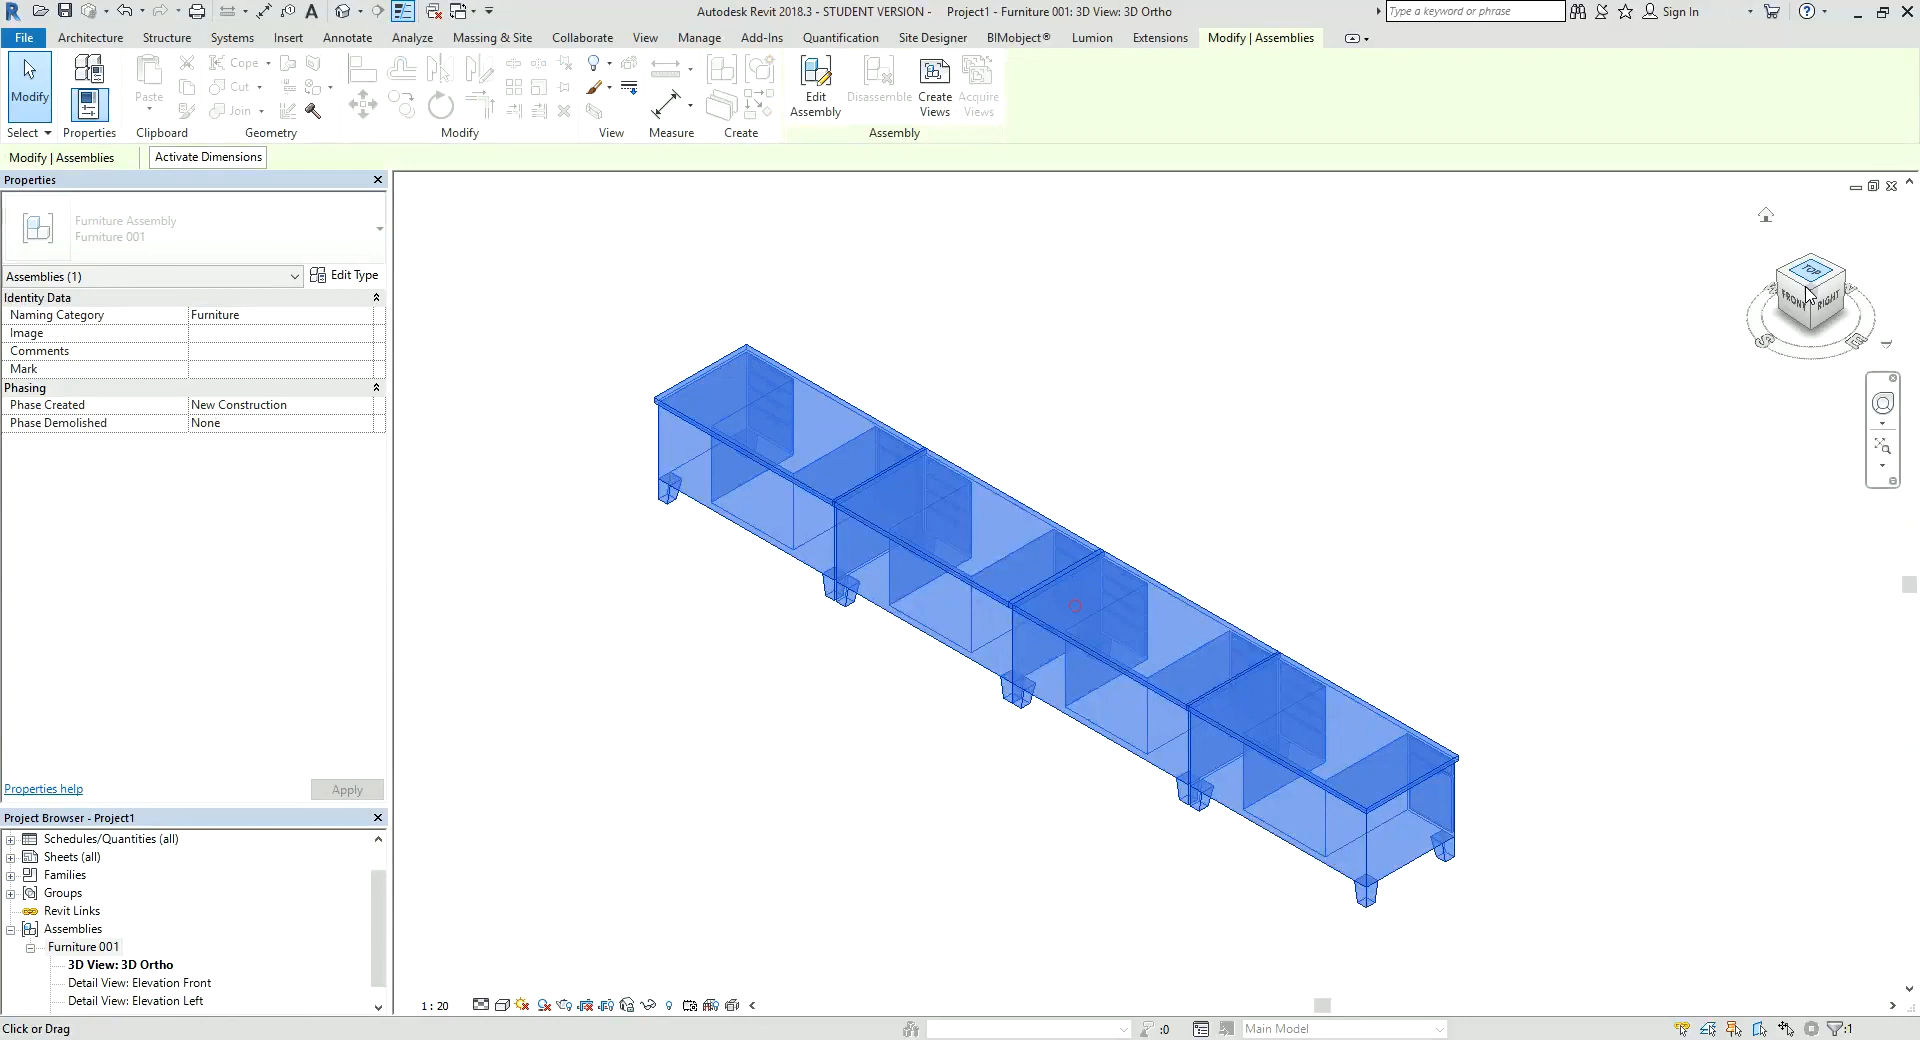 Autodesk Revit 2018.3 - STUDENT VERSION - Project1 - Furniture 001: 3D View: 3D Ortho
Type a keyword or phrase
Sign In
File Architecture Structure Systems Insert Annotate Analyze Massing & Site Collaborate View Manage Add-Ins Quantification Site Designer BIMobject® Lumion Extensions Modify | Assemblies
Modify
Paste
Cope
Cut
Join
Edit Assembly
Disassemble
Create Views
Acquire Views
Select Properties Clipboard Geometry Modify View Measure Create Assembly
Modify | Assemblies Activate Dimensions
Properties
Furniture Assembly
Furniture 001
Assemblies (1) Edit Type
Identity Data
Naming Category Furniture
Image
Comments
Mark
Phasing
Phase Created New Construction
Phase Demolished None
Properties help Apply
TOP
FRONT RIGHT
S E
Project Browser - Project1
Schedules/Quantities (all)
Sheets (all)
Families
Groups
Revit Links
Assemblies
Furniture 001
3D View: 3D Ortho
Detail View: Elevation Front
Detail View: Elevation Left
1 : 20
Click or Drag
:0
Main Model
:1